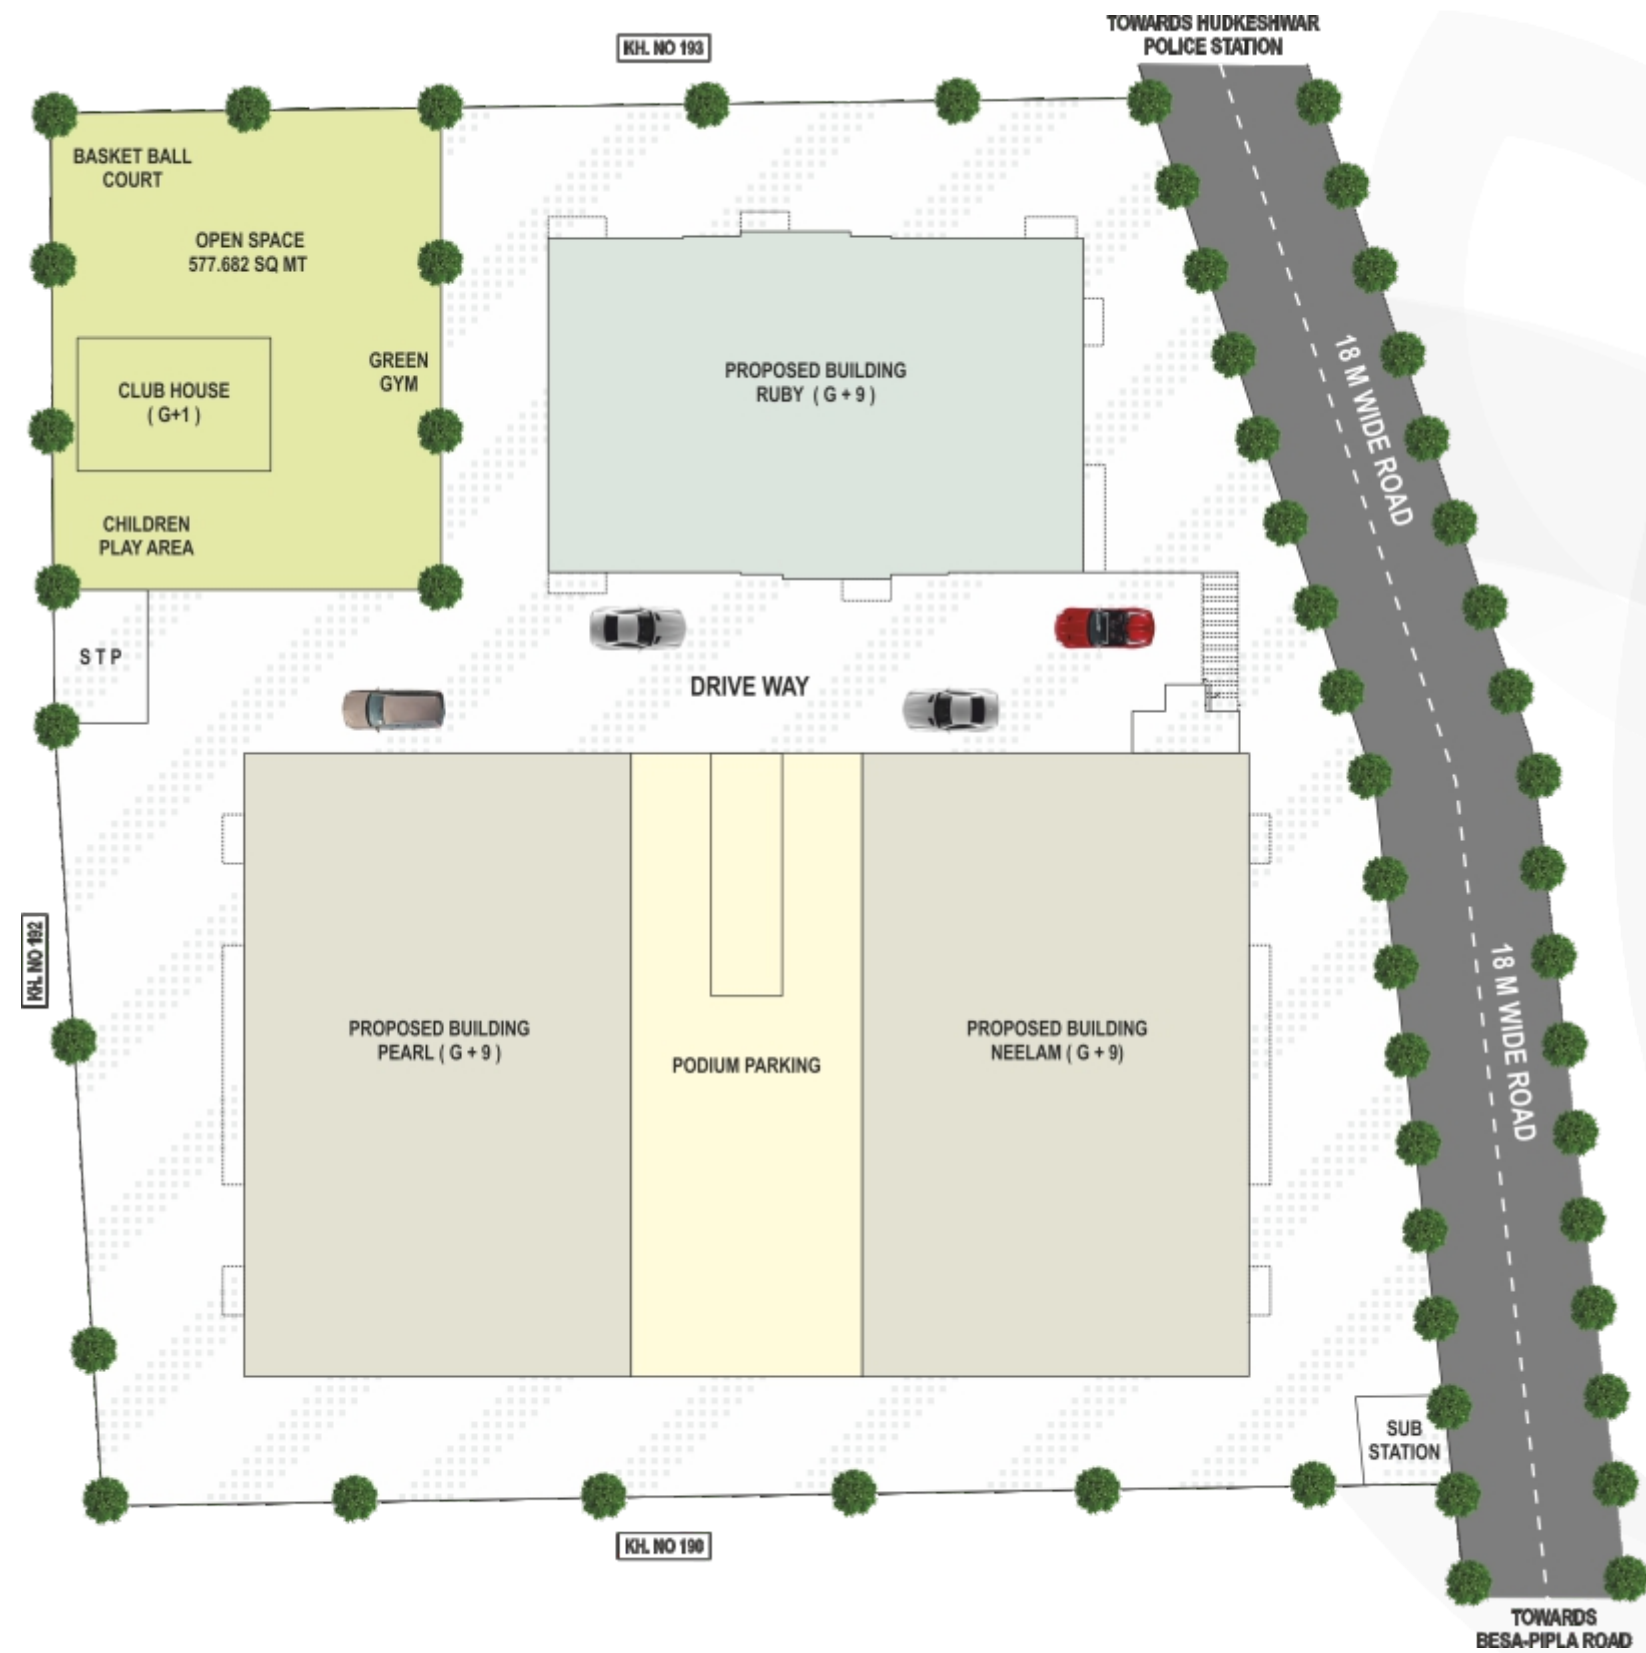 TOWARDS HUDKESHWAR
POLICE STATION
KH. NO 193
BASKET BALL
COURT
OPEN SPACE
577.682 SQ MT
GREEN
GYM
CLUB HOUSE
( G+1 )
CHILDREN
PLAY AREA
PROPOSED BUILDING
RUBY ( G + 9 )
18 M WIDE ROAD
S T P
DRIVE WAY
KH. NO 192
PROPOSED BUILDING
PEARL ( G + 9 )
PODIUM PARKING
PROPOSED BUILDING
NEELAM ( G + 9)
18 M WIDE ROAD
SUB
STATION
KH. NO 190
TOWARDS
BESA-PIPLA ROAD